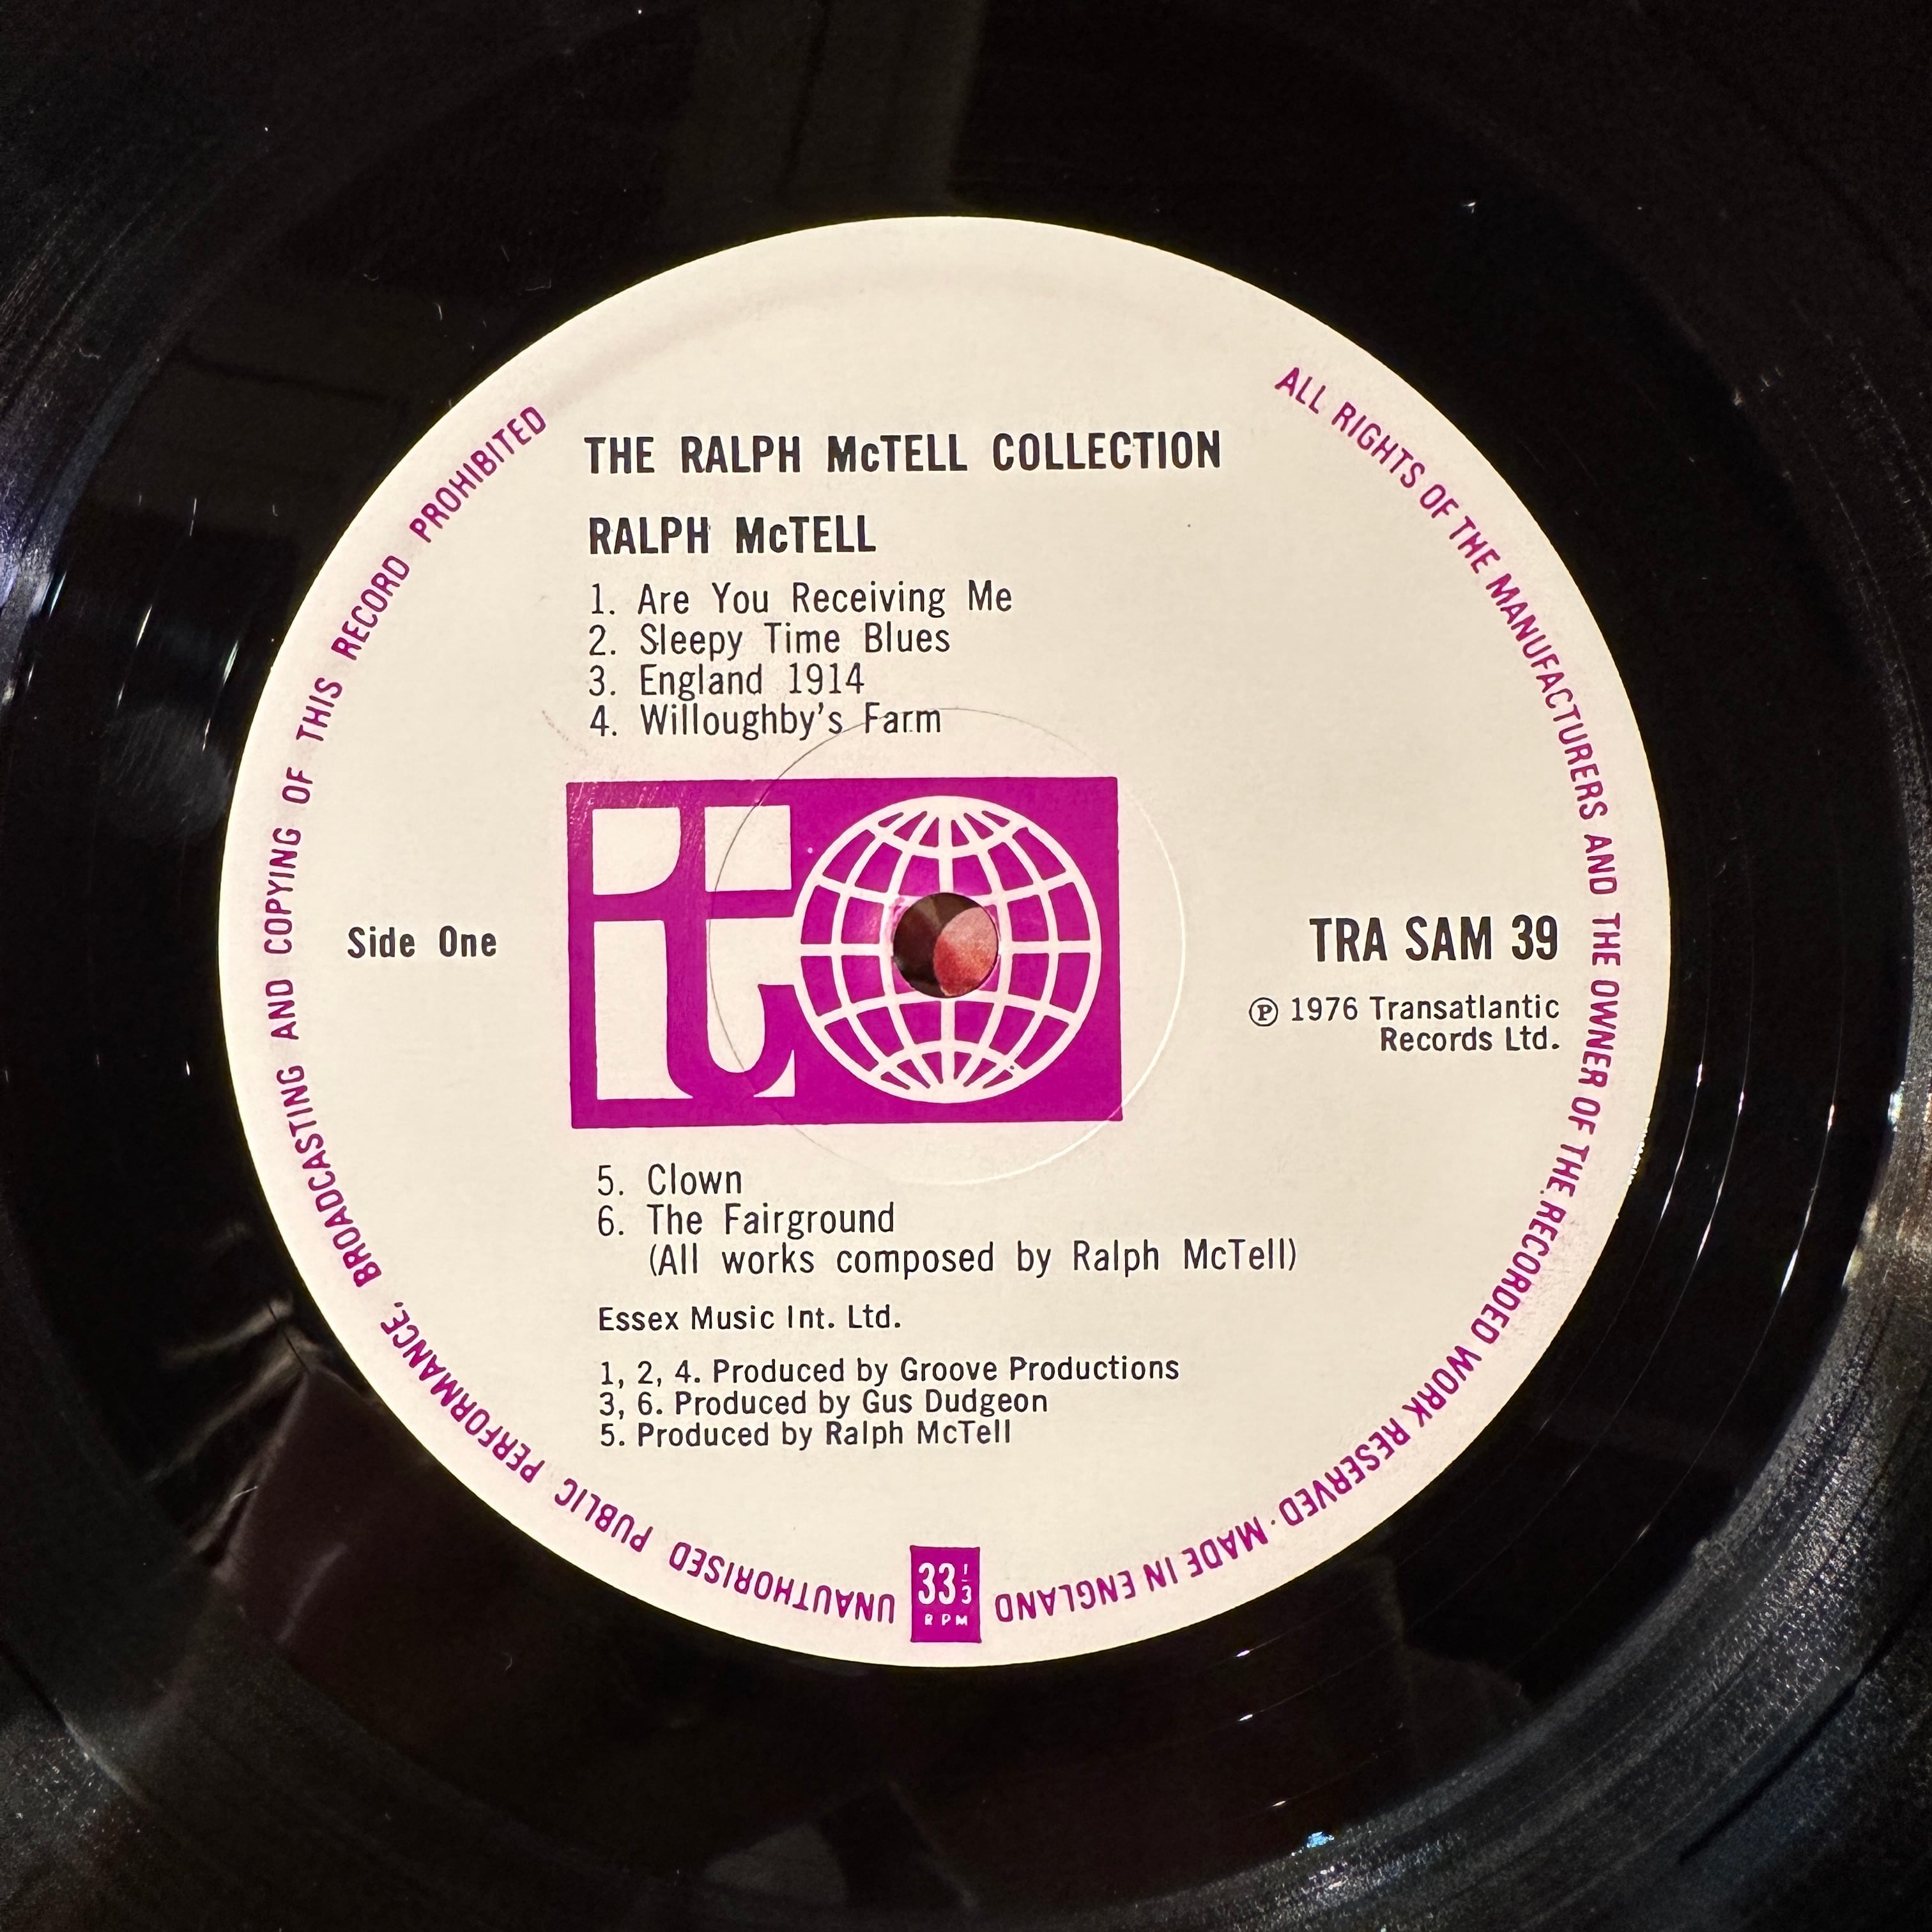 THE RALPH McTELL COLLECTION
RALPH McTELL
1. Are You Receiving Me
2. Sleepy Time Blues
3. England 1914
4. Willoughby's Farm
Side One
it
TRA SAM 39
℗ 1976 Transatlantic
Records Ltd.
5. Clown
6. The Fairground
(All works composed by Ralph McTell)
Essex Music Int. Ltd.
1, 2, 4. Produced by Groove Productions
3, 6. Produced by Gus Dudgeon
5. Produced by Ralph McTell
33 1/3
RPM
ALL RIGHTS OF THE MANUFACTURERS AND THE OWNER OF THE RECORDED WORK RESERVED · MADE IN ENGLAND
UNAUTHORISED PUBLIC PERFORMANCE, BROADCASTING AND COPYING OF THIS RECORD PROHIBITED